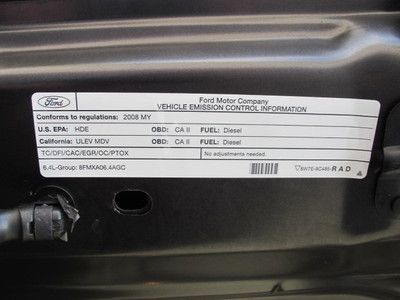 Ford
Ford Motor Company
VEHICLE EMISSION CONTROL INFORMATION
Conforms to regulations: 2008 MY
U.S. EPA: HDE OBD: CA II FUEL: Diesel
California: ULEV MDV OBD: CA II FUEL: Diesel
TC/DFI/CAC/EGR/OC/PTOX No adjustments needed.
6.4L-Group: 8FMXA06.4AGC RAD